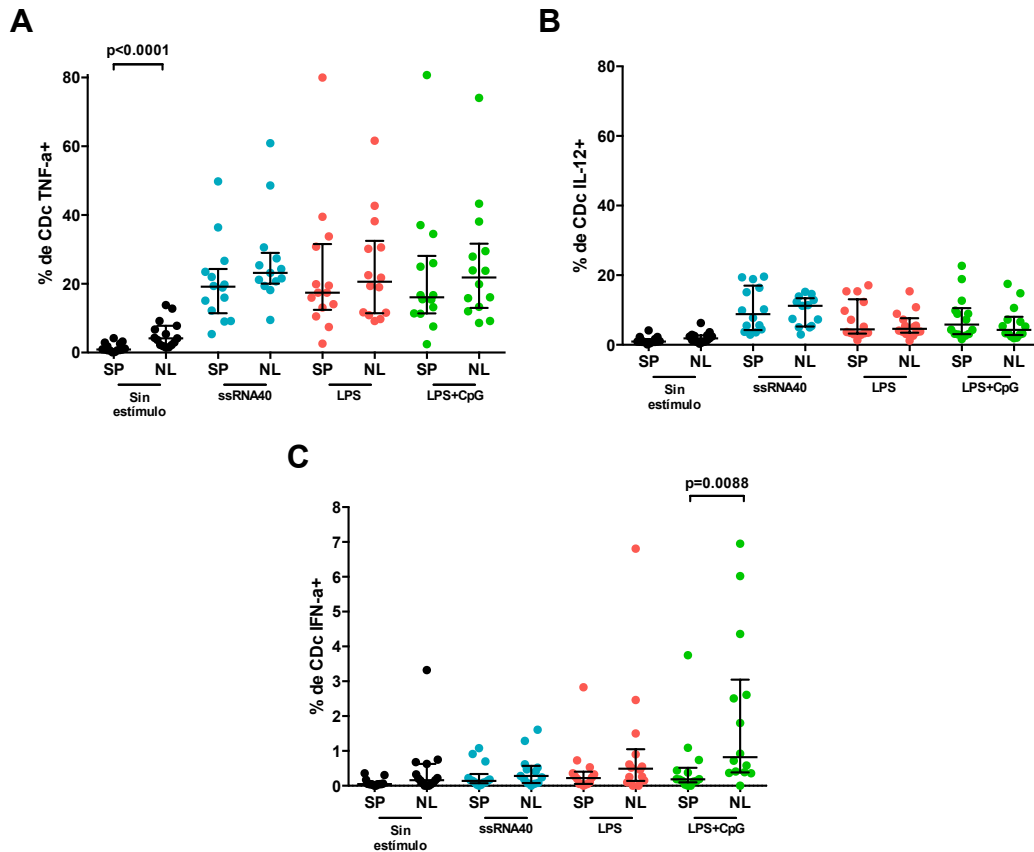 A
p<0.0001
% de CDc TNF-a+
80
60
40
20
0
SP NL SP NL SP NL SP NL
Sin estímulo
ssRNA40
LPS
LPS+CpG
B
% de CDc IL-12+
80
60
40
20
0
SP NL SP NL SP NL SP NL
Sin estímulo
ssRNA40
LPS
LPS+CpG
C
p=0.0088
% de CDc IFN-a+
8
7
6
5
4
3
2
1
0
SP NL SP NL SP NL SP NL
Sin estímulo
ssRNA40
LPS
LPS+CpG